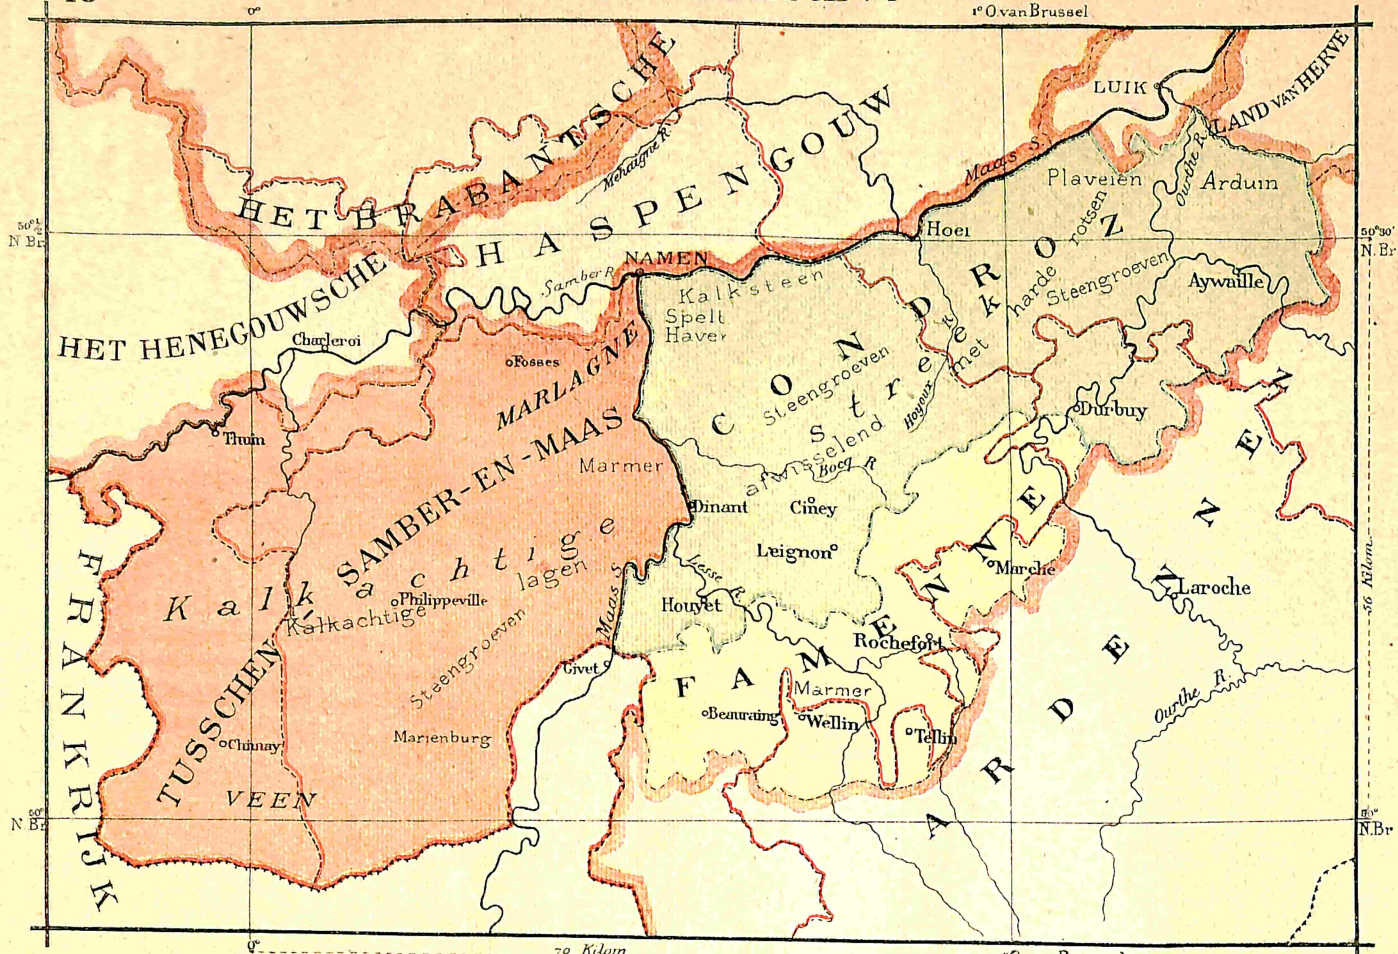 0°
1° O.van Brussel
LUIK
LAND VAN HERVE
HET BRABANTSCHE
Mehaigne R.
HASPENGOUW
Maas S.
Ourthe R.
Plaveien
Arduin
rotsen
50°½
N Br.
50°30'
N.Br.
Hoei
NAMEN
Samber R.
HET HENEGOUWSCHE
Charleroi
Kalksteen
Spelt
Haver
CONDROZ
harde
Steengroeven
Aywaille
Fosses
MARLAGNE
Steengroeven
streek
met
Hoyoux R.
Durbuy
Thuin
TUSSCHEN SAMBER-EN-MAAS
Marmer
afwisselend
Bocq R
Dinant
Ciney
Leignon
FRANKRIJK
Kalkachtige
lagen
Lesse R.
Marche
56 Kilom.
Laroche
Philippeville
Kalkachtige
Maas S.
Houyet
Rochefort
FAMENNE
ARDENNEN
Steengroeven
Givet
Marmer
Beauraing
Wellin
Tellin
Ourthe R.
Marienburg
Chimay
VEEN
50°
N Br.
50°
N.Br
0°
70 Kilom